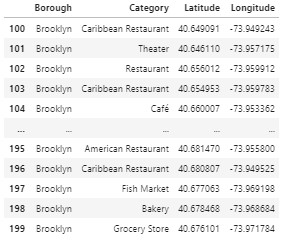 Borough Category Latitude Longitude
100 Brooklyn Caribbean Restaurant 40.649091 -73.949243
101 Brooklyn Theater 40.646110 -73.957175
102 Brooklyn Restaurant 40.656012 -73.959912
103 Brooklyn Caribbean Restaurant 40.654953 -73.959783
104 Brooklyn Café 40.660007 -73.953362
... ... ... ... ...
195 Brooklyn American Restaurant 40.681470 -73.955800
196 Brooklyn Caribbean Restaurant 40.680807 -73.949525
197 Brooklyn Fish Market 40.677063 -73.969198
198 Brooklyn Bakery 40.678468 -73.968684
199 Brooklyn Grocery Store 40.676101 -73.971784